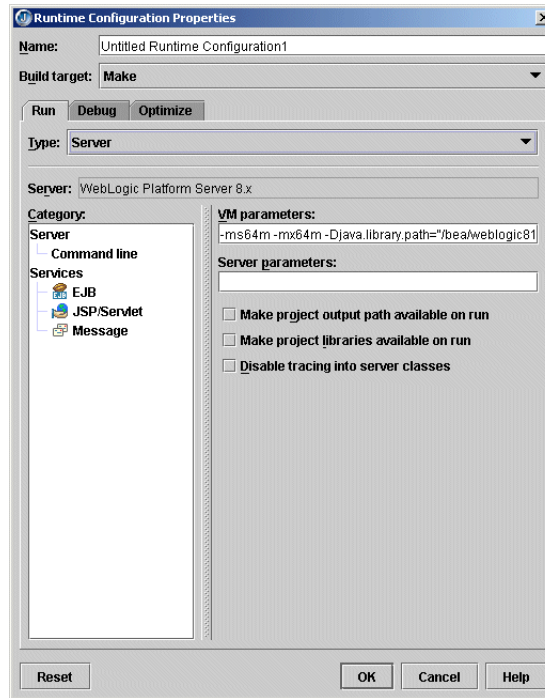 Runtime Configuration Properties
Name: Untitled Runtime Configuration1
Build target: Make
Run Debug Optimize
Type: Server
Server: WebLogic Platform Server 8.x
Category:
Server
Command line
Services
EJB
JSP/Servlet
Message
VM parameters:
-ms64m -mx64m -Djava.library.path="/bea/weblogic81
Server parameters:
Make project output path available on run
Make project libraries available on run
Disable tracing into server classes
Reset OK Cancel Help